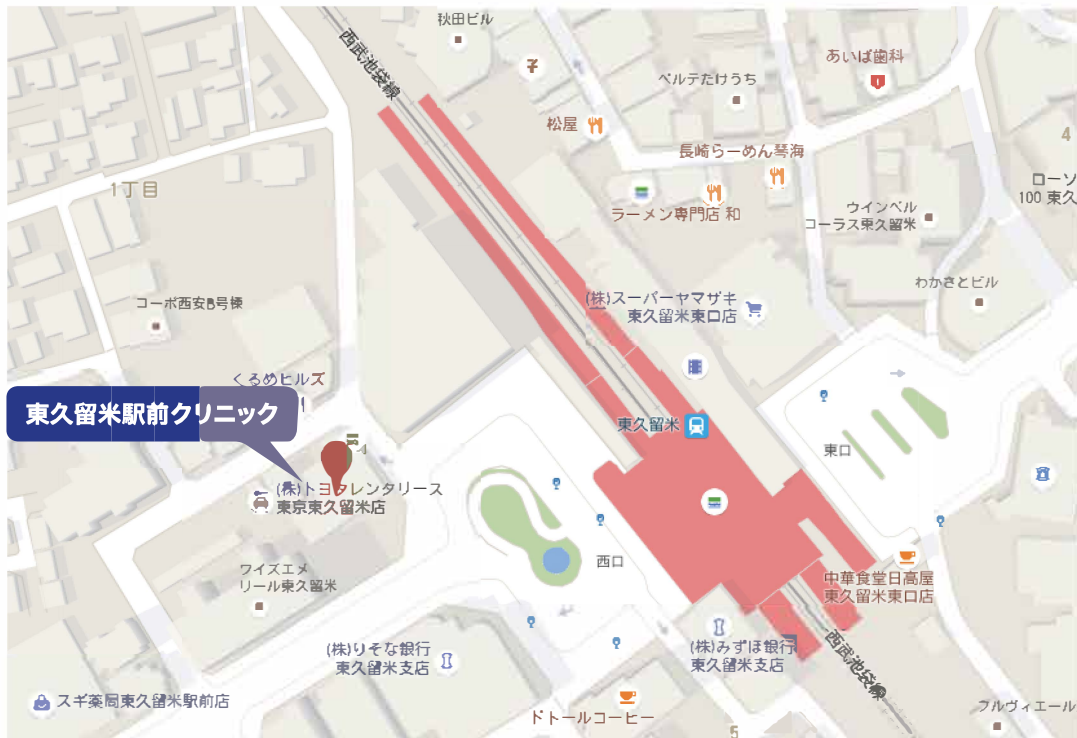 秋田ビル
西武池袋線
あいば歯科
ベルテたけうち
松屋
長崎らーめん琴海
4
1丁目
ローソ
100 東久
ラーメン専門店 和
ウインベル
コーラス東久留米
わかさとビル
コーポ西安B号棟
(株)スーパーヤマザキ
東久留米東口店
くるめヒルズ
東久留米駅前クリニック
東久留米
東口
(株)トヨタレンタリース
東京東久留米店
西口
ワイズエメ
リール東久留米
中華食堂日高屋
東久留米東口店
(株)りそな銀行
東久留米支店
(株)みずほ銀行
東久留米支店
西武池袋線
スギ薬局東久留米駅前店
ドトールコーヒー
フルヴィエール
5